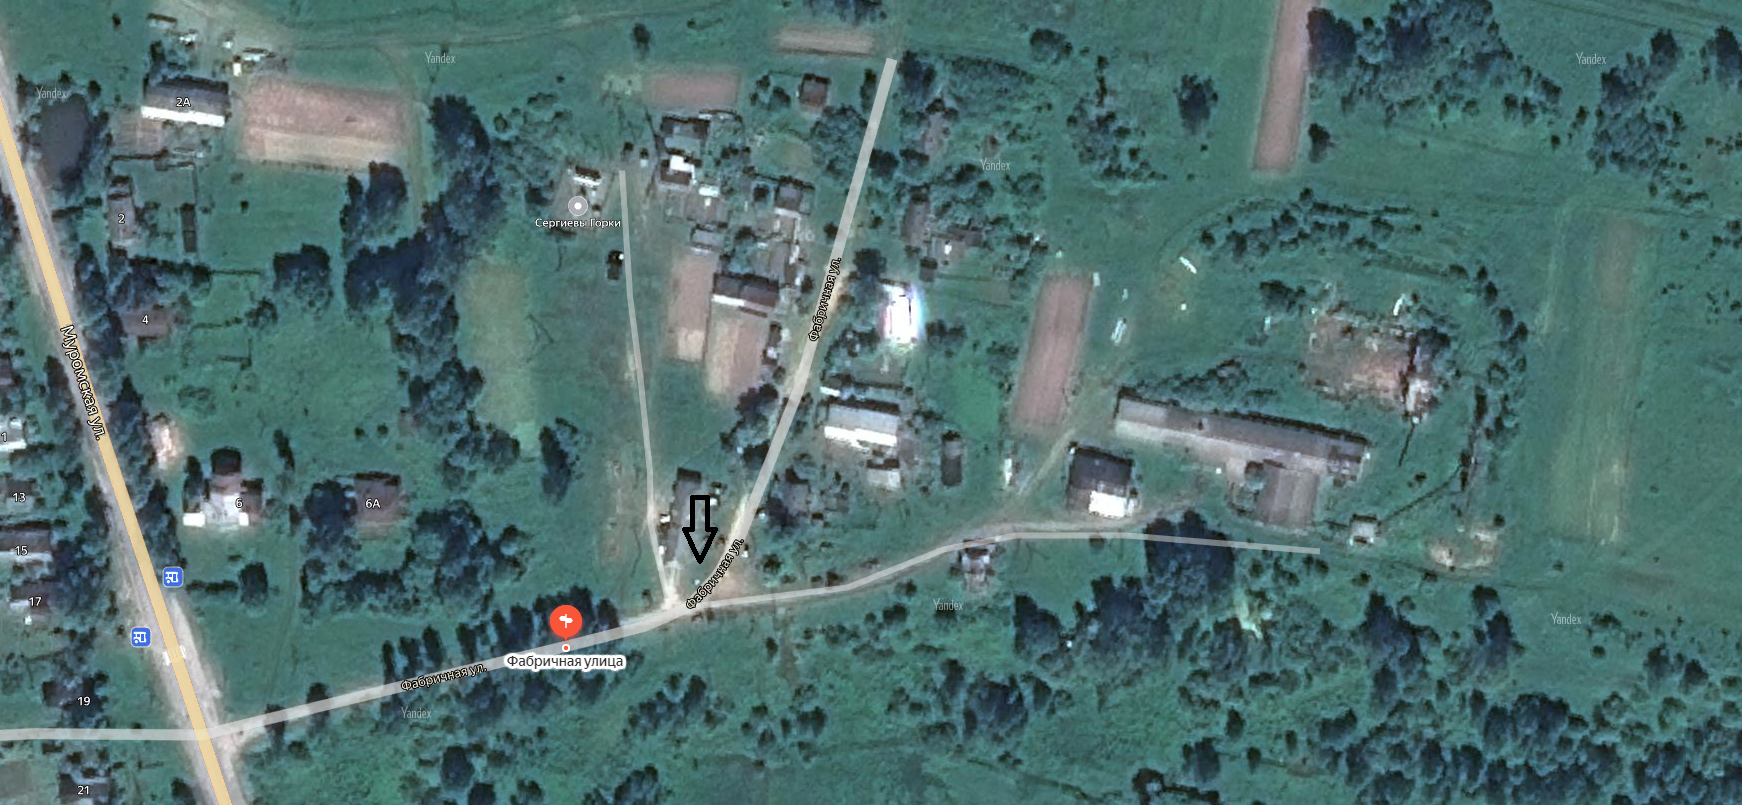 Yandex
Yandex
Yandex
2А
Yandex
Yandex
2
Сергиевы Горки
4
Муромская ул.
Фабричная ул.
1
13
6
6А
15
17
Фабричная ул.
Yandex
Yandex
Фабричная улица
Фабричная ул.
19
Yandex
21